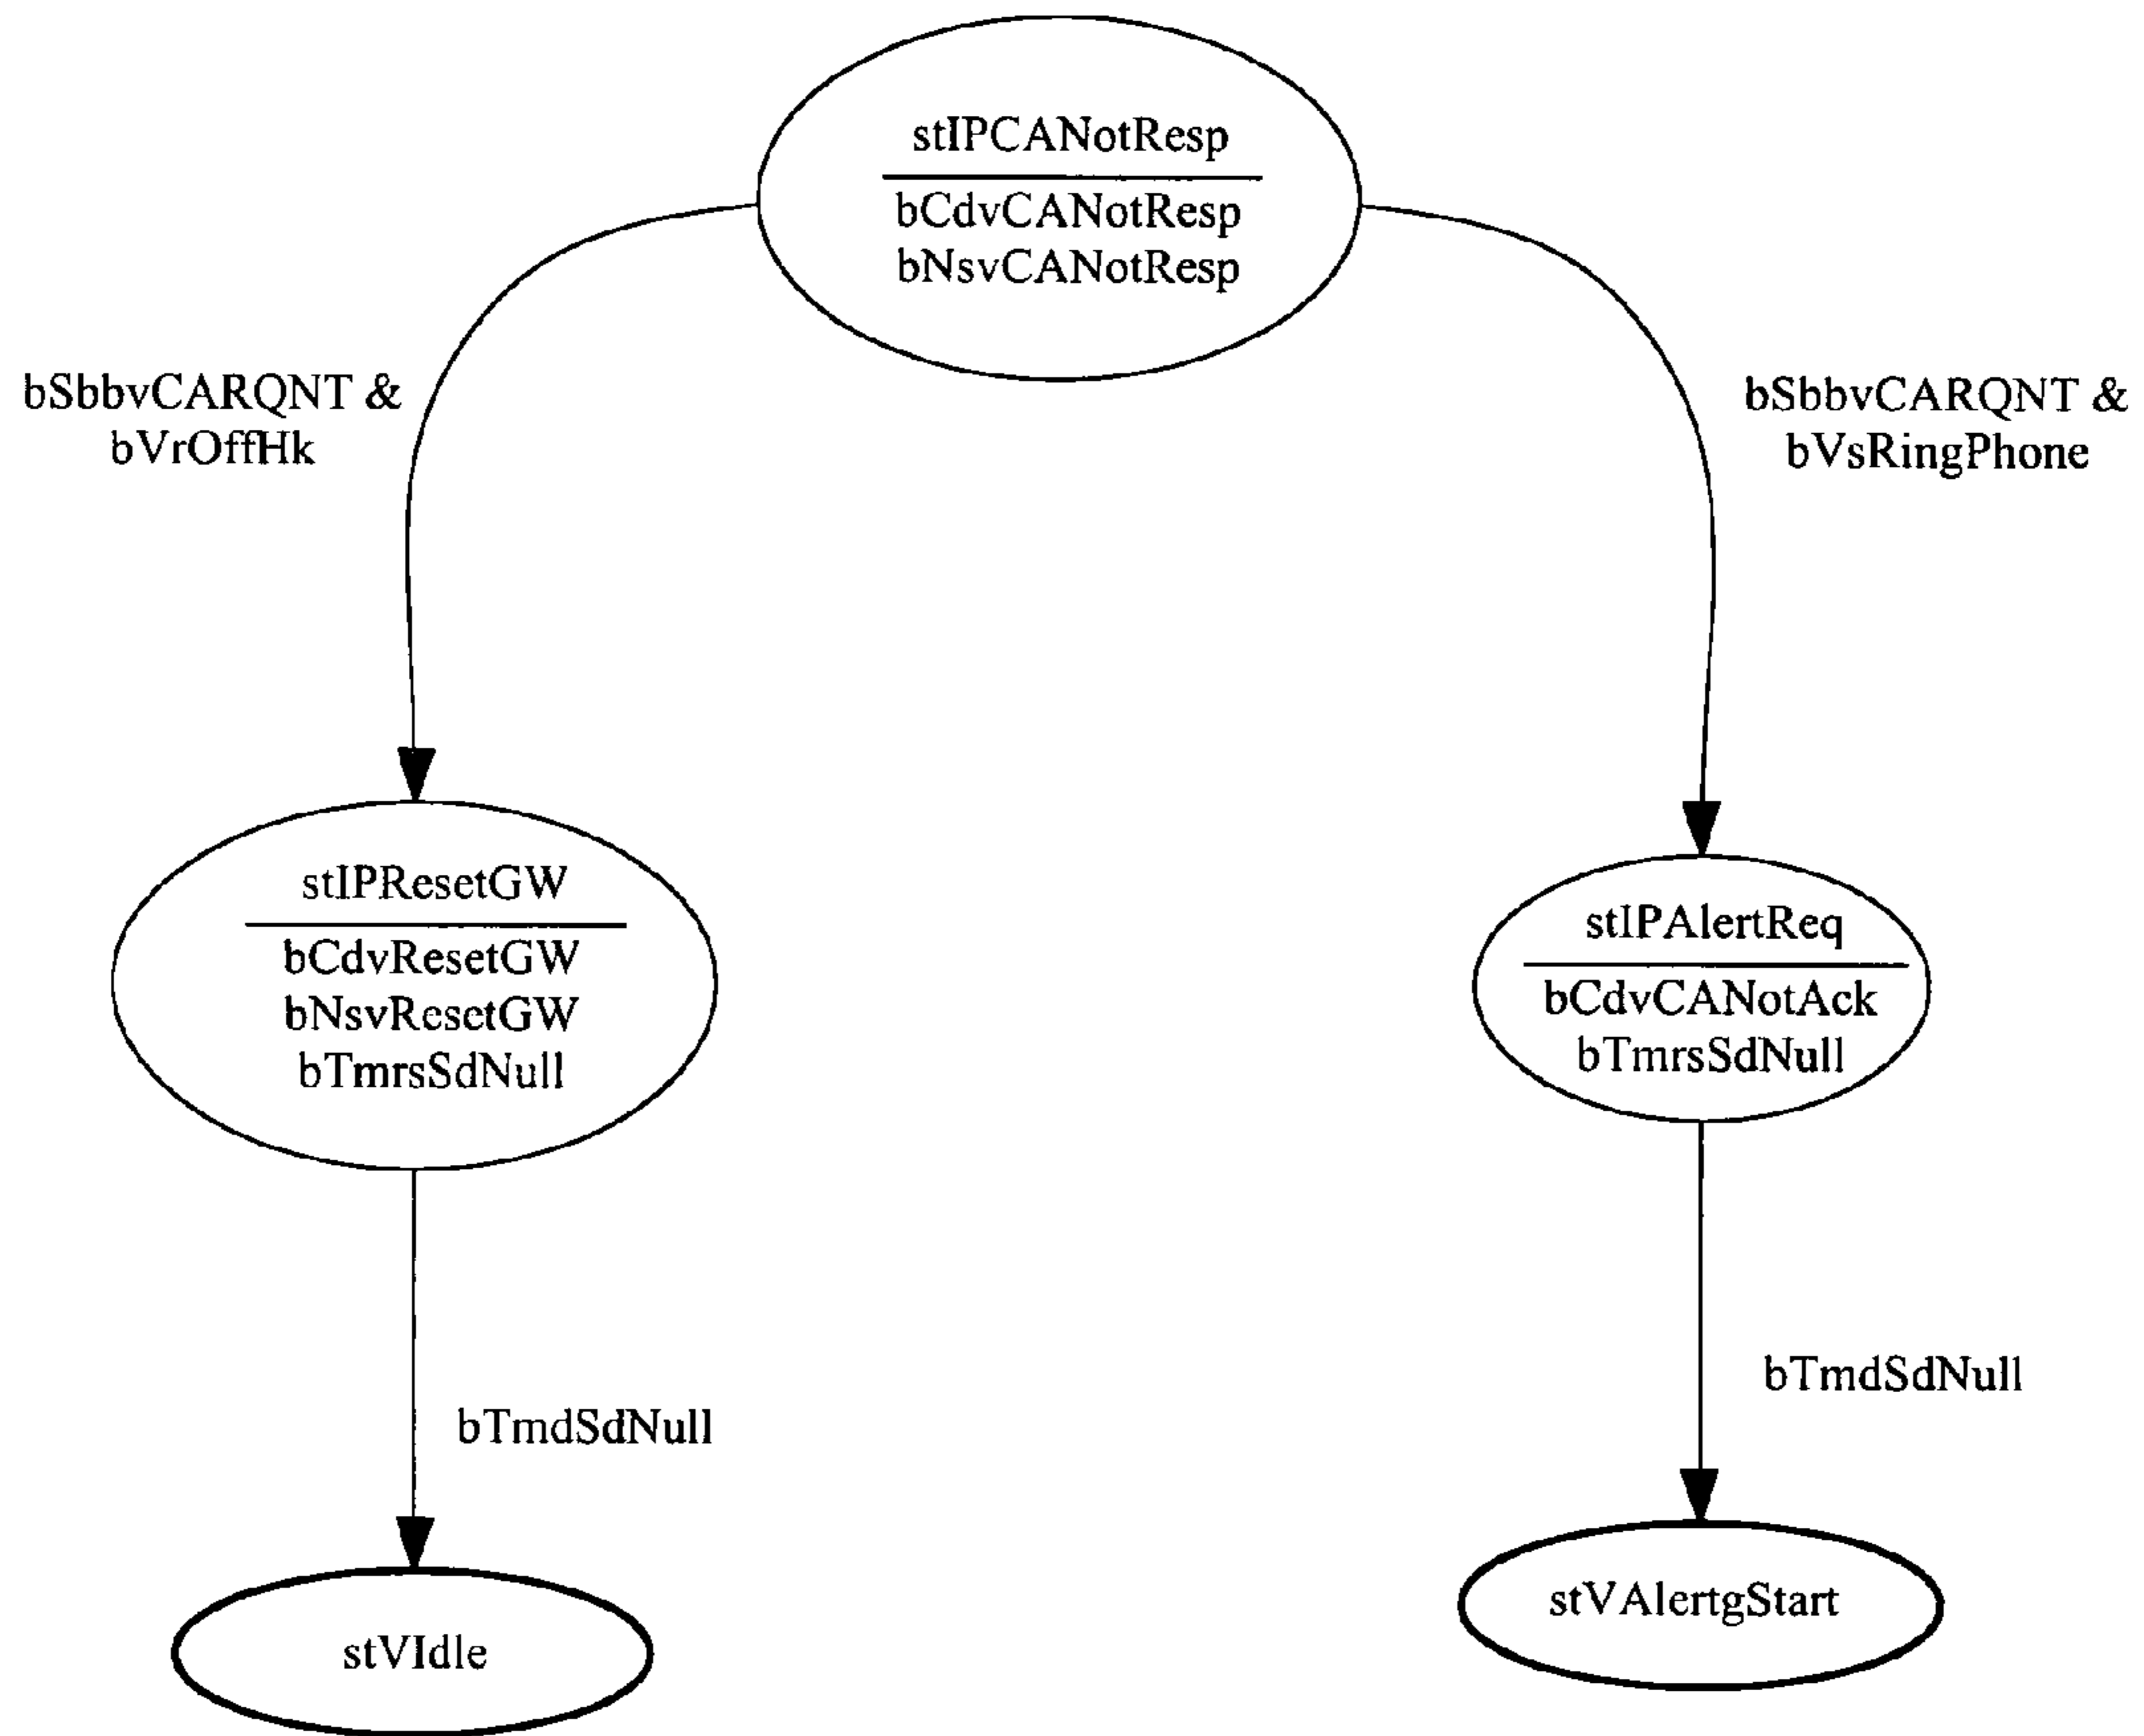 stIPCANotResp
bCdvCANotResp
bNsvCANotResp
bSbbvCARQNT &
bVrOffHk
bSbbvCARQNT &
bVsRingPhone
stIPResetGW
bCdvResetGW
bNsvResetGW
bTmrsSdNull
stIPAlertReq
bCdvCANotAck
bTmrsSdNull
bTmdSdNull
bTmdSdNull
stVIdle
stVAlertgStart